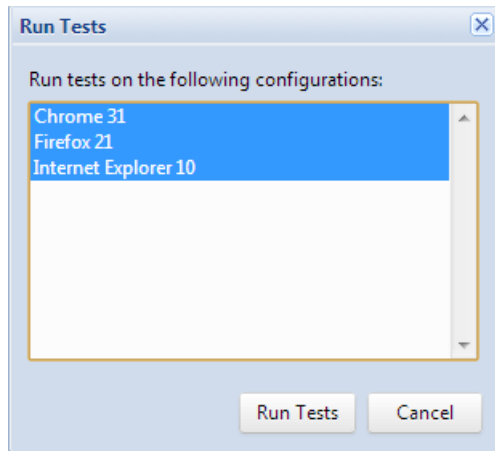 Run Tests
Run tests on the following configurations:
Chrome 31
Firefox 21
Internet Explorer 10
Run Tests
Cancel